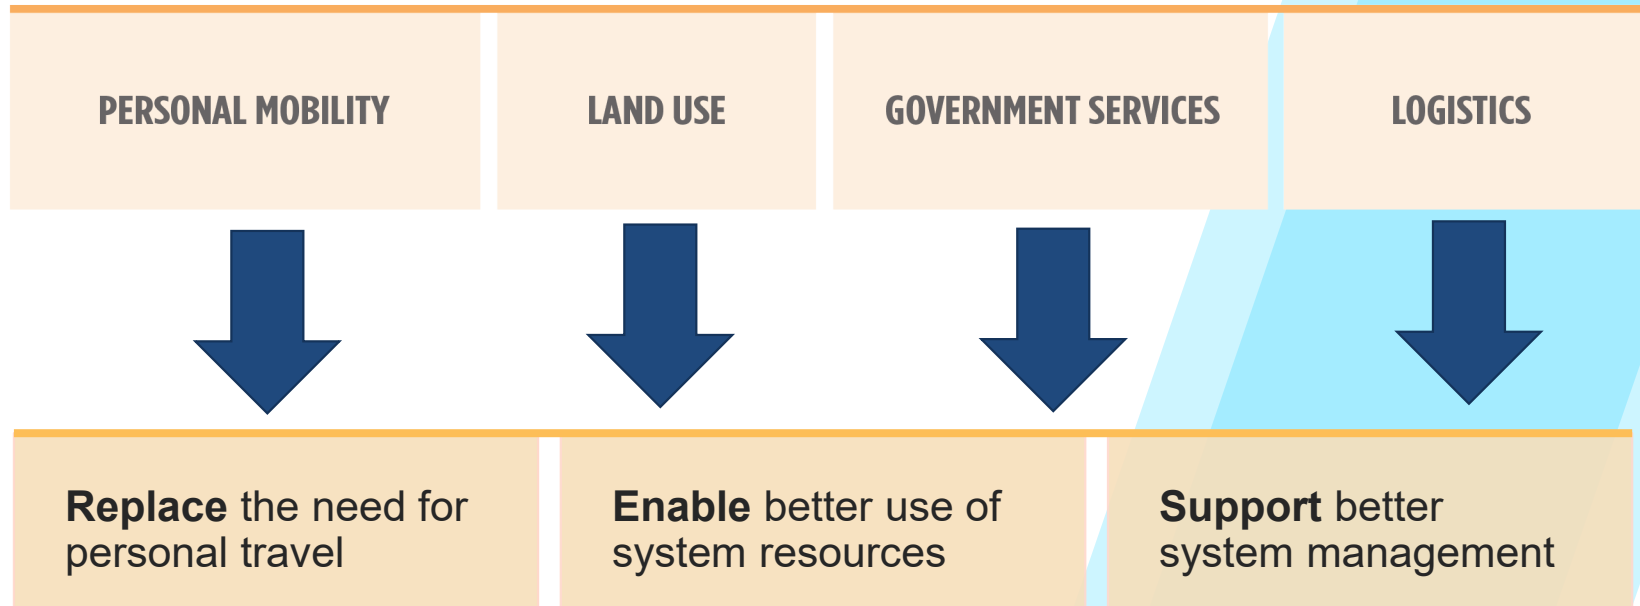 PERSONAL MOBILITY
LAND USE
GOVERNMENT SERVICES
LOGISTICS
Replace the need for
personal travel
Enable better use of
system resources
Support better
system management